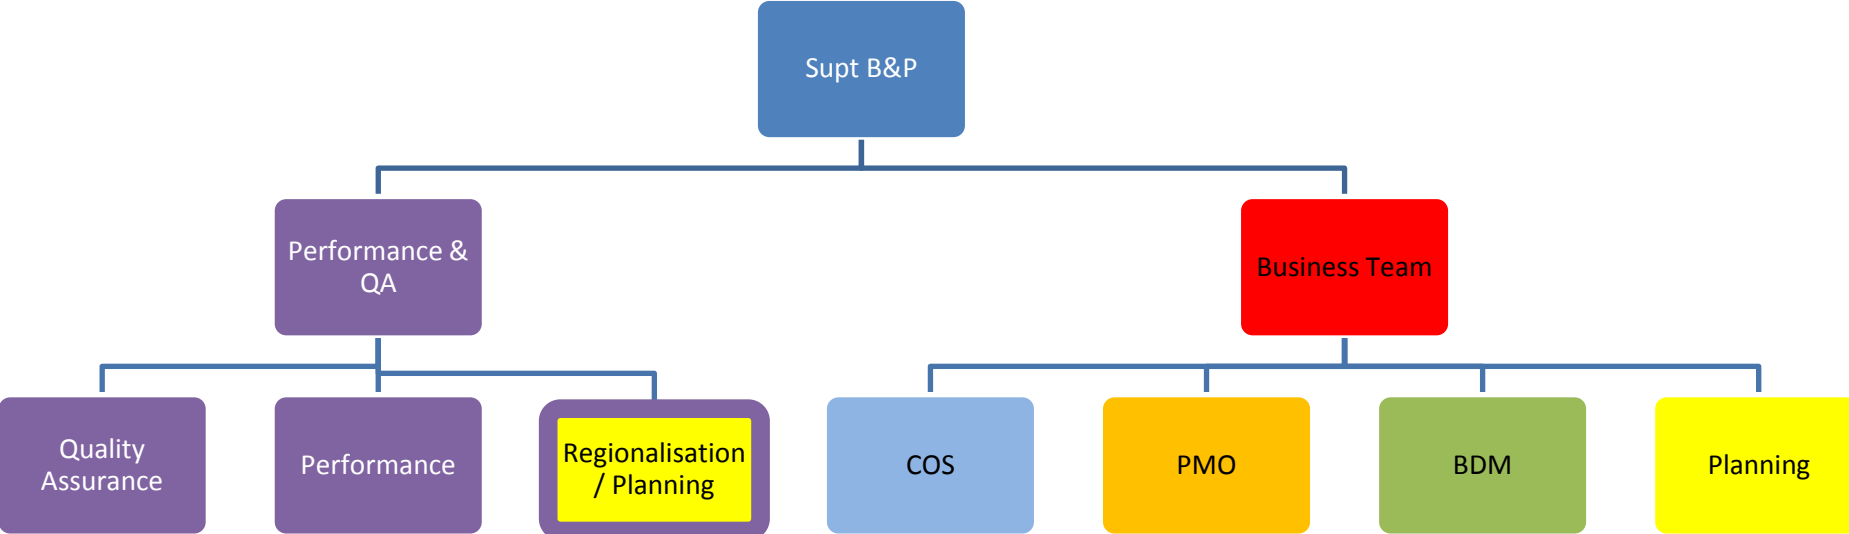 Supt B&P
Performance &
QA
Business Team
Quality
Assurance
Performance
Regionalisation
/ Planning
COS
PMO
BDM
Planning